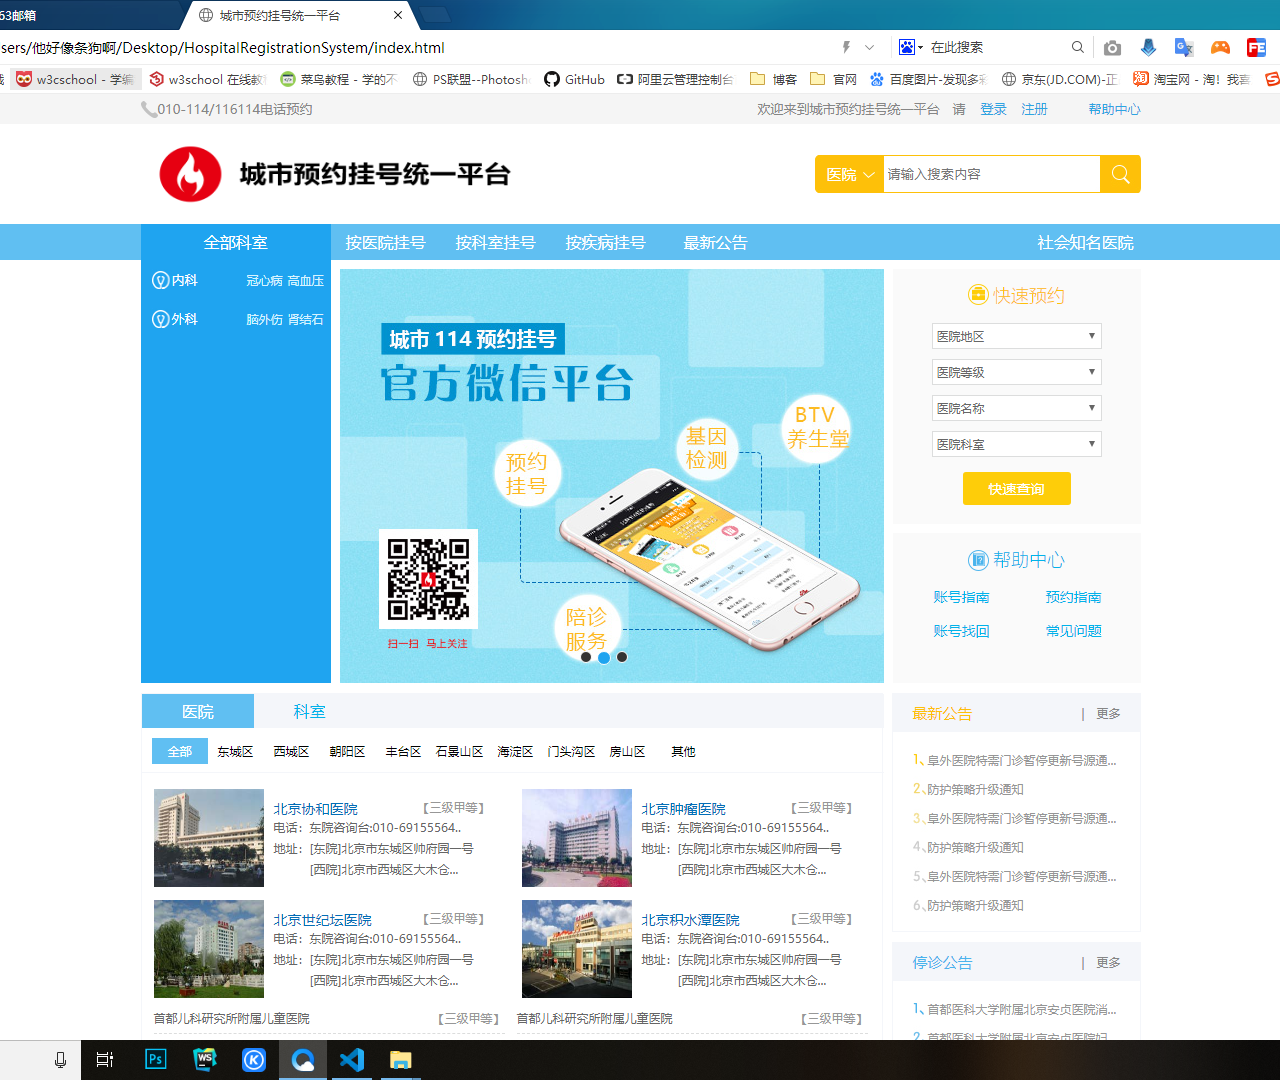 63邮箱
城市预约挂号统一平台
sers/他好像条狗啊/Desktop/HospitalRegistrationSystem/index.html
在此搜索
w3cschool - 学编
w3school 在线教
菜鸟教程 - 学的不
PS联盟--Photosh
GitHub
阿里云管理控制台
博客
官网
百度图片-发现多彩
京东(JD.COM)-正
淘宝网 - 淘！我喜
010-114/116114电话预约
欢迎来到城市预约挂号统一平台 请 登录 注册 帮助中心
城市预约挂号统一平台
医院 请输入搜索内容
全部科室 按医院挂号 按科室挂号 按疾病挂号 最新公告 社会知名医院
内科 冠心病 高血压
外科 脑外伤 肾结石
城市 114 预约挂号
官方微信平台
BTV
养生堂
基因
检测
预约
挂号
陪诊
服务
扫一扫 马上关注
快速预约
医院地区
医院等级
医院名称
医院科室
快速查询
帮助中心
账号指南 预约指南
账号找回 常见问题
医院 科室
全部 东城区 西城区 朝阳区 丰台区 石景山区 海淀区 门头沟区 房山区 其他
北京协和医院 【三级甲等】
电话：东院咨询台:010-69155564..
地址：[东院]北京市东城区帅府园一号
[西院]北京市西城区大木仓...
北京肿瘤医院 【三级甲等】
电话：东院咨询台:010-69155564..
地址：[东院]北京市东城区帅府园一号
[西院]北京市西城区大木仓...
北京世纪坛医院 【三级甲等】
电话：东院咨询台:010-69155564..
地址：[东院]北京市东城区帅府园一号
[西院]北京市西城区大木仓...
北京积水潭医院 【三级甲等】
电话：东院咨询台:010-69155564..
地址：[东院]北京市东城区帅府园一号
[西院]北京市西城区大木仓...
首都儿科研究所附属儿童医院 【三级甲等】
首都儿科研究所附属儿童医院 【三级甲等】
最新公告 | 更多
1、阜外医院特需门诊暂停更新号源通...
2、防护策略升级通知
3、阜外医院特需门诊暂停更新号源通...
4、防护策略升级通知
5、阜外医院特需门诊暂停更新号源通...
6、防护策略升级通知
停诊公告 | 更多
1、首都医科大学附属北京安贞医院消...
2、首都医科大学附属北京安贞医院妇...
Ps
WS
K